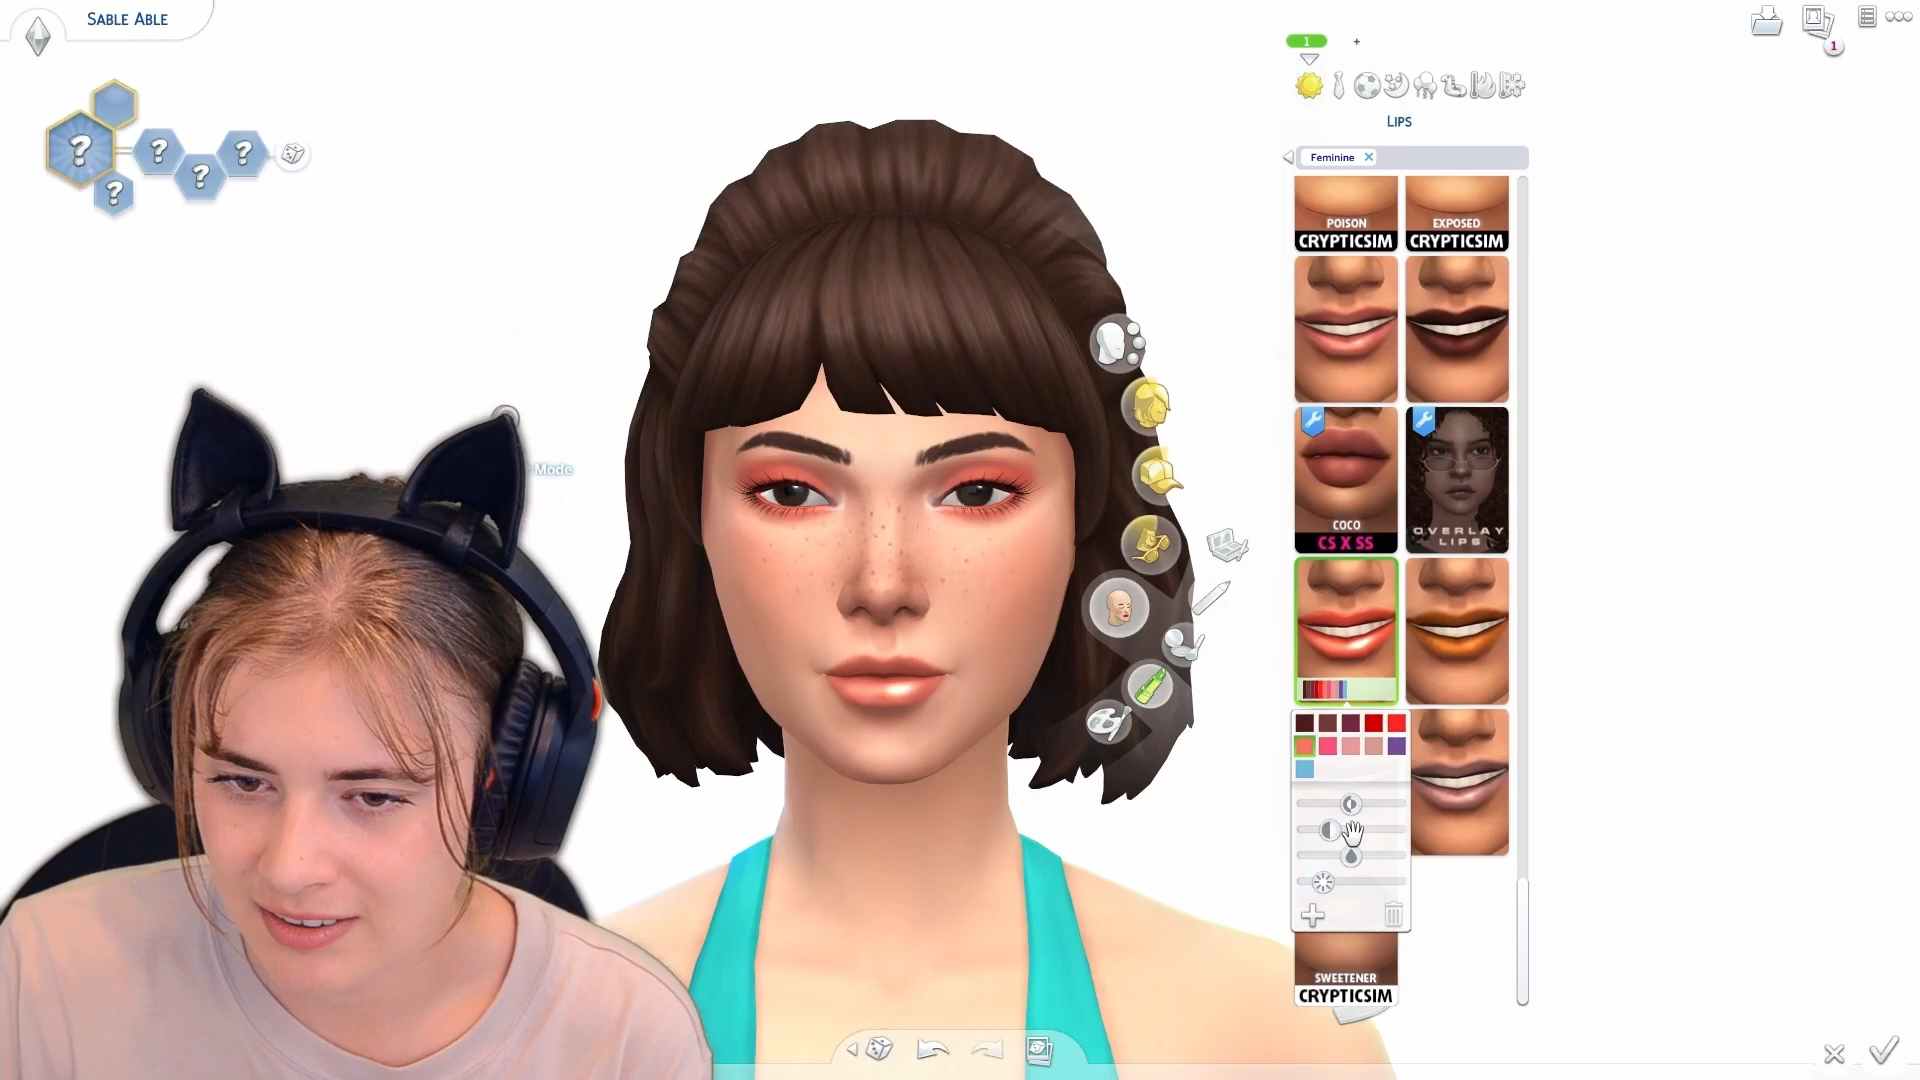 SABLE ABLE
1
+
1
LIPS
Feminine ×
POISON
CRYPTICSIM
EXPOSED
CRYPTICSIM
? ? ? ? ?
Mode
COCO
CS X SS
OVERLAY
LIPS
SWEETENER
CRYPTICSIM